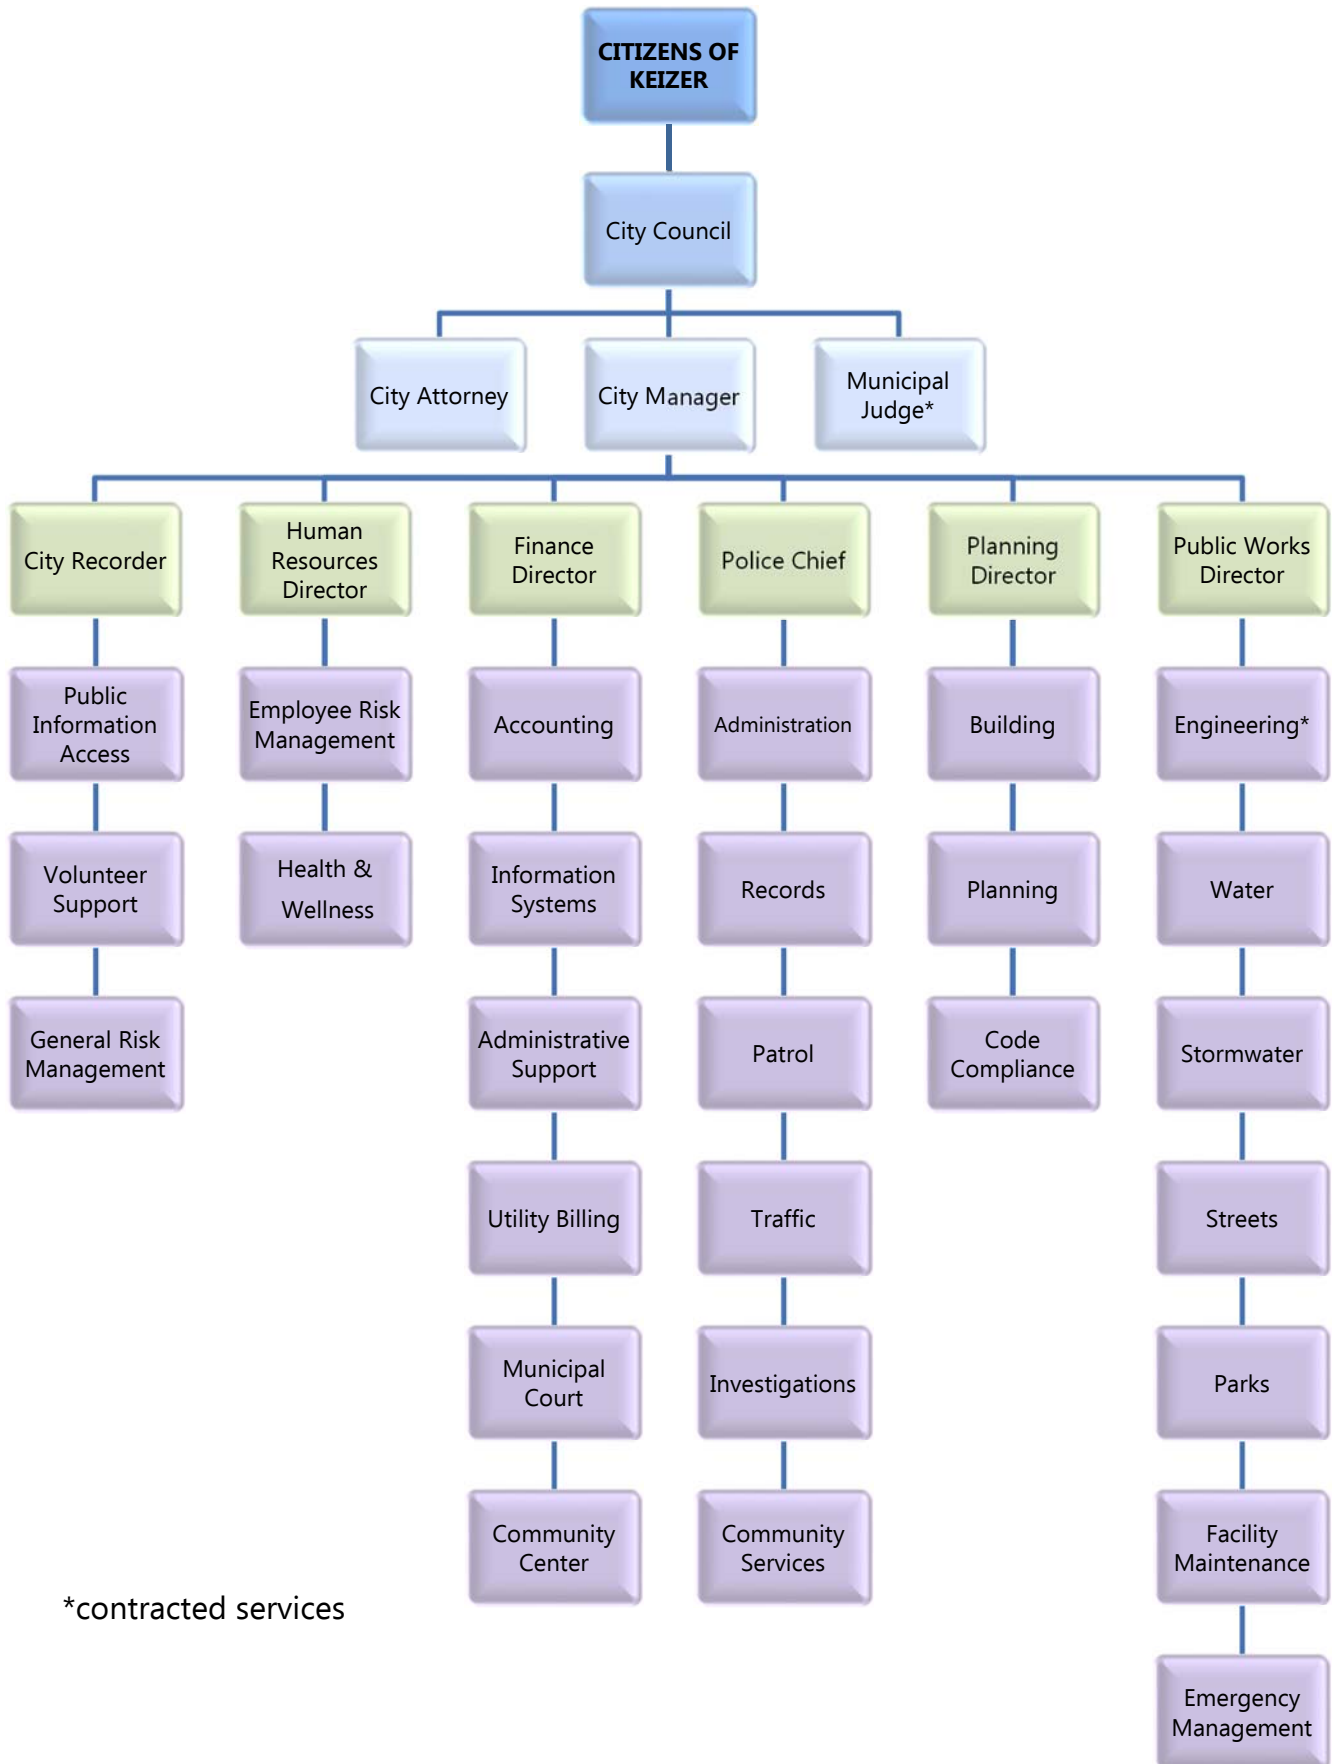 CITIZENS OF
KEIZER
City Council
City Attorney
City Manager
Municipal
Judge*
City Recorder
Human
Resources
Director
Finance
Director
Police Chief
Planning
Director
Public Works
Director
Public
Information
Access
Employee Risk
Management
Accounting
Administration
Building
Engineering*
Volunteer
Support
Health &
Wellness
Information
Systems
Records
Planning
Water
General Risk
Management
Administrative
Support
Patrol
Code
Compliance
Stormwater
Utility Billing
Traffic
Streets
Municipal
Court
Investigations
Parks
Community
Center
Community
Services
Facility
Maintenance
*contracted services
Emergency
Management